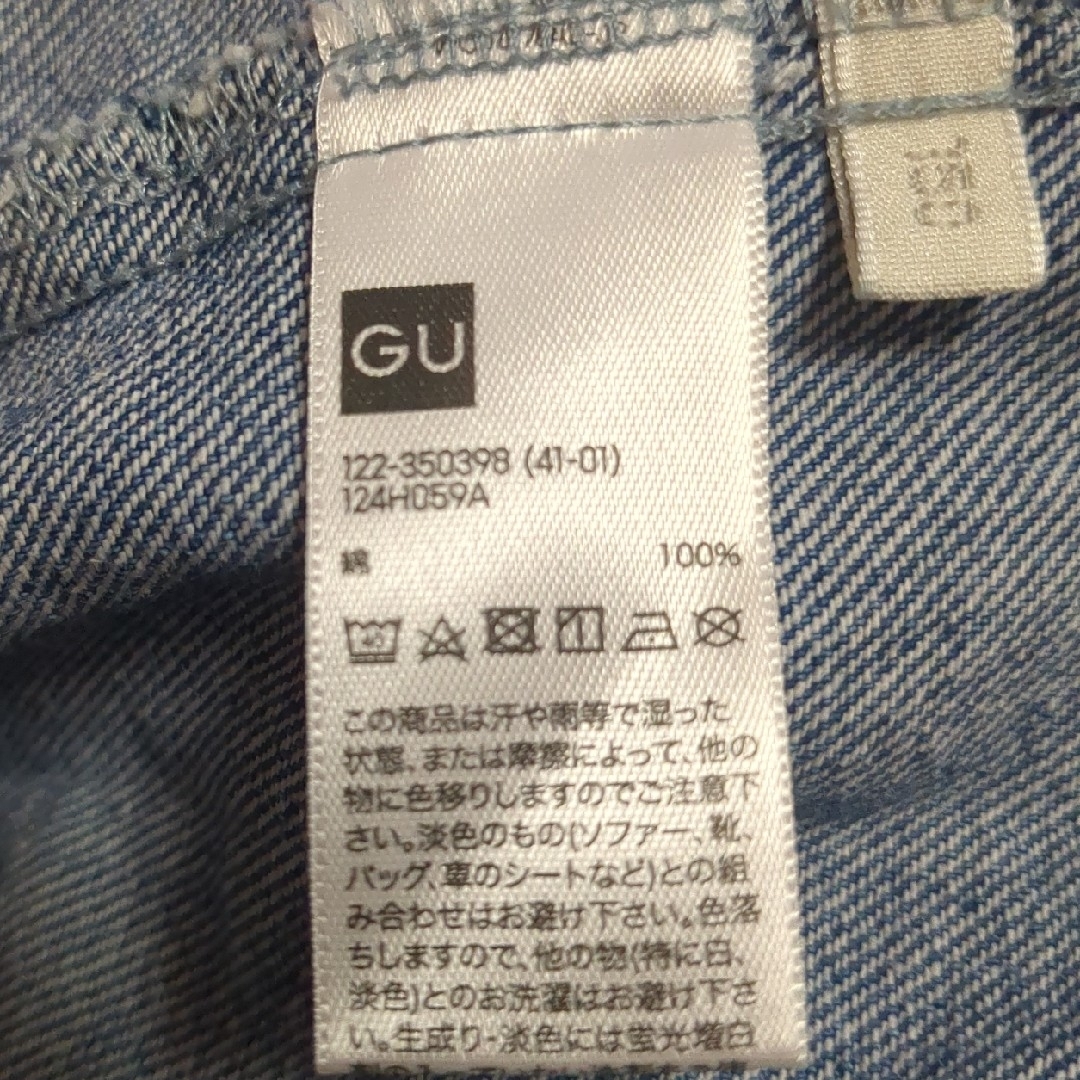 GU
122-350398 (41-01)
124H059A
綿 100%
40
この商品は汗や雨等で湿った
状態、または摩擦によって、他の
物に色移りしますのでご注意下
さい。淡色のもの(ソファー、靴、
バッグ、車のシートなど)との組
み合わせはお避け下さい。色落
ちしますので、他の物(特に白、
淡色)とのお洗濯はお避け下さ
い。生成り・淡色には蛍光増白